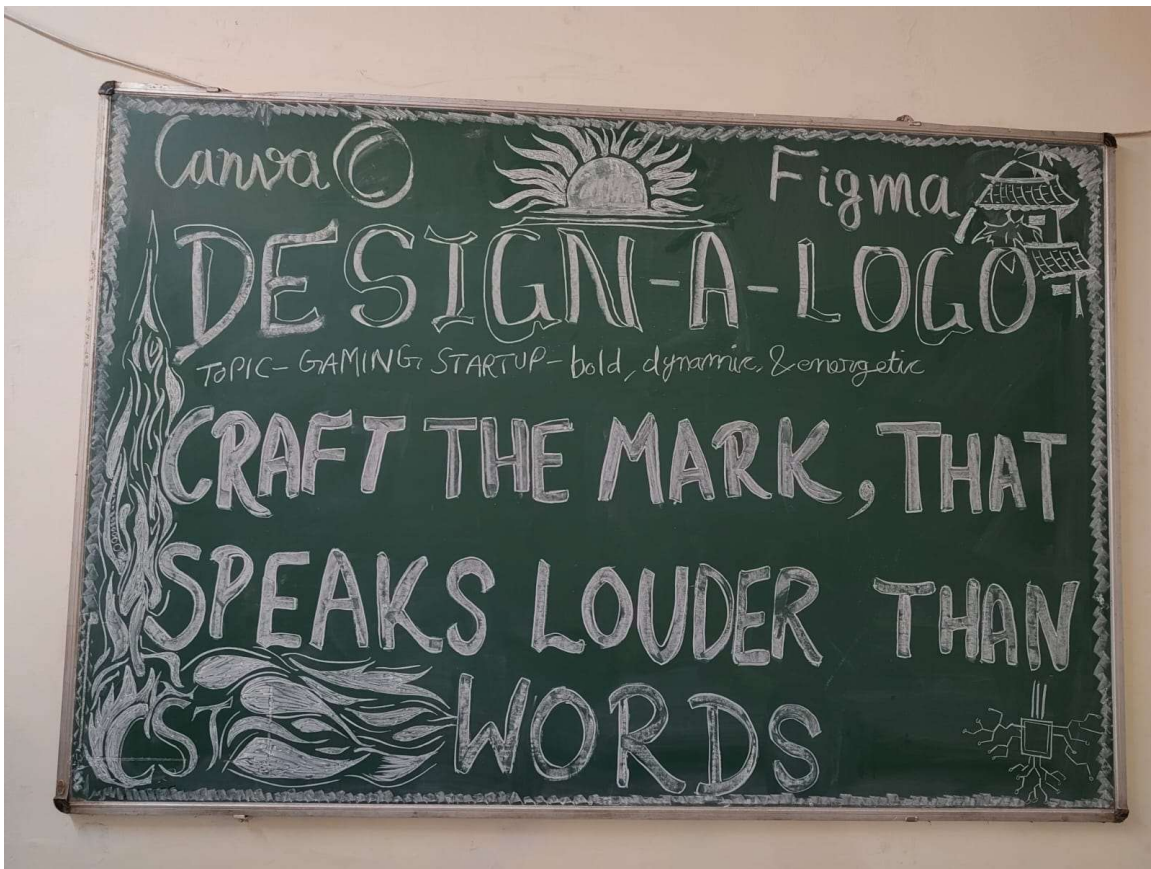 Canva C Figma
DESIGN-A-LOGO
TOPIC- GAMING STARTUP- bold, dynamic, & energetic
CRAFT THE MARK, THAT
SPEAKS LOUDER THAN
WORDS
CST